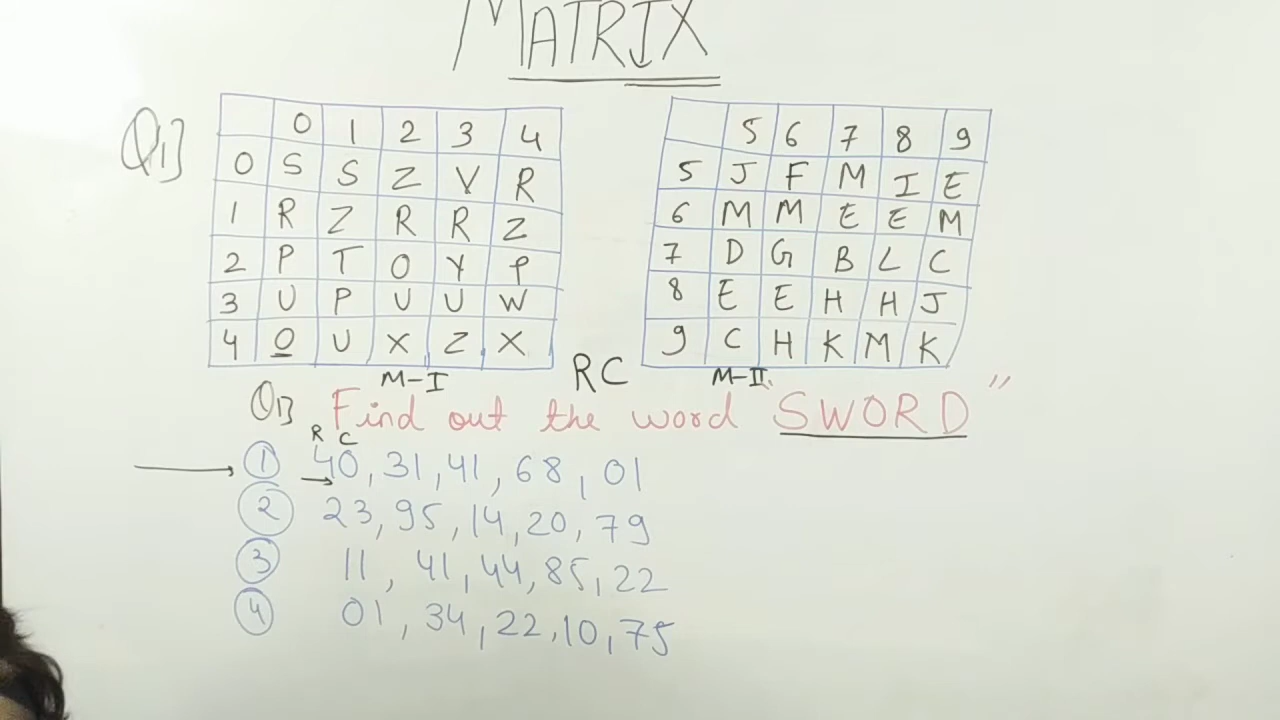 MATRIX
Q1]
0 1 2 3 4
0 S S Z V R
1 R Z R R Z
2 P T O Y P
3 U P U U W
4 O U X Z X
M-I
5 6 7 8 9
5 J F M I E
6 M M E E M
7 D G B L C
8 E E H H J
9 C H K M K
M-II
RC
Q1] Find out the word "SWORD"
R C
1 40, 31, 41, 68, 01
2 23, 95, 14, 20, 79
3 11, 41, 44, 85, 22
4 01, 34, 22, 10, 75